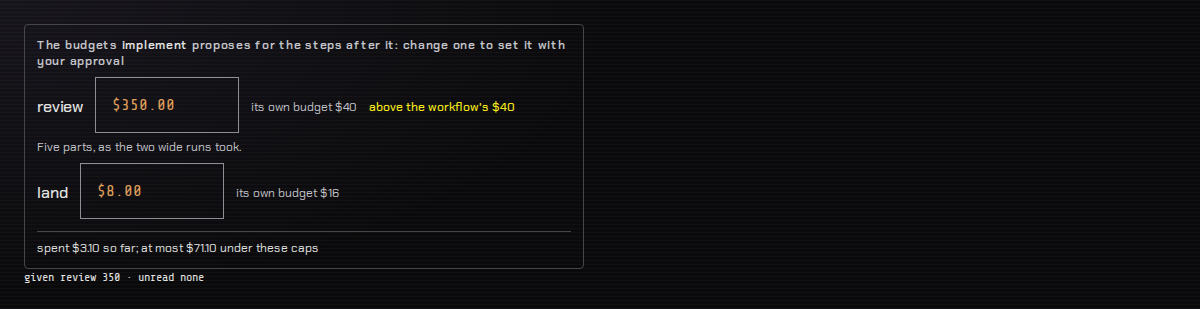 The budgets Implement proposes for the steps after it: change one to set it with
your approval
review $350.00 its own budget $40 above the workflow's $40
Five parts, as the two wide runs took.
land $8.00 its own budget $16
spent $3.10 so far; at most $71.10 under these caps
given review 350 · unread none